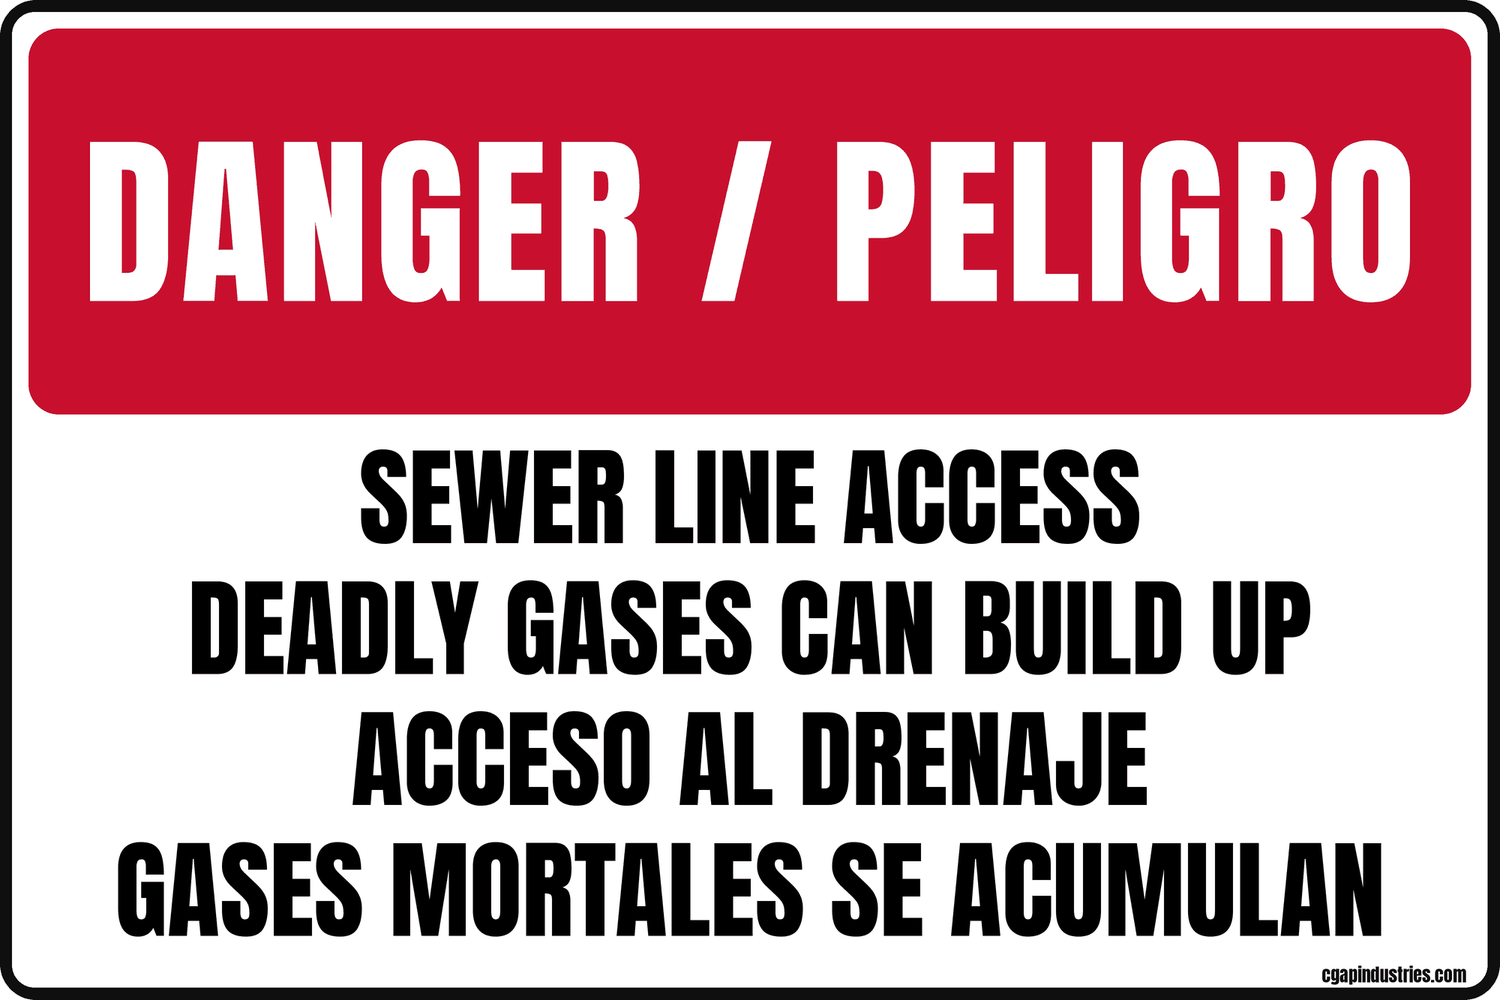 DANGER / PELIGRO
SEWER LINE ACCESS
DEADLY GASES CAN BUILD UP
ACCESO AL DRENAJE
GASES MORTALES SE ACUMULAN
cgapindustries.com